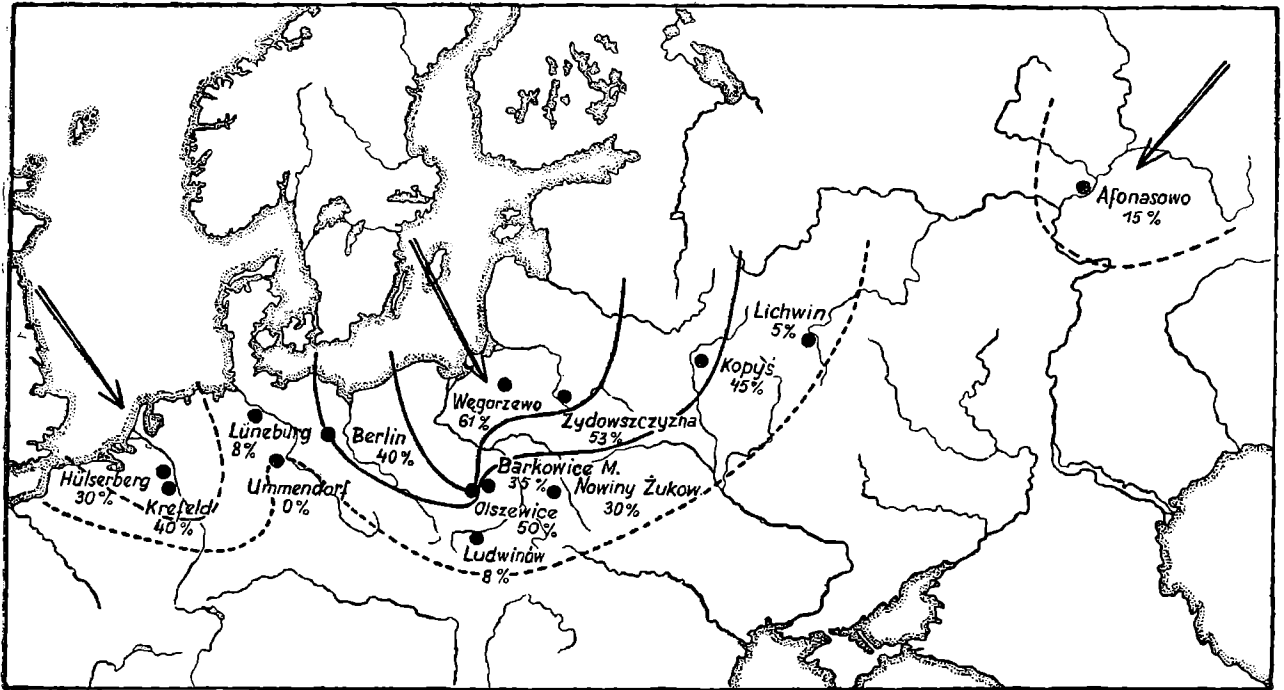 Afonasowo
15%
Lichwin
5%
Kopyś
45%
Węgorzewo
61%
Żydowszczyzna
53%
Lüneburg
8%
Berlin
40%
Barkowice M.
35%
Nowiny Żukow.
30%
Hülserberg
30%
Krefeld
40%
Ummendorf
0%
Olszewice
50%
Ludwinów
8%